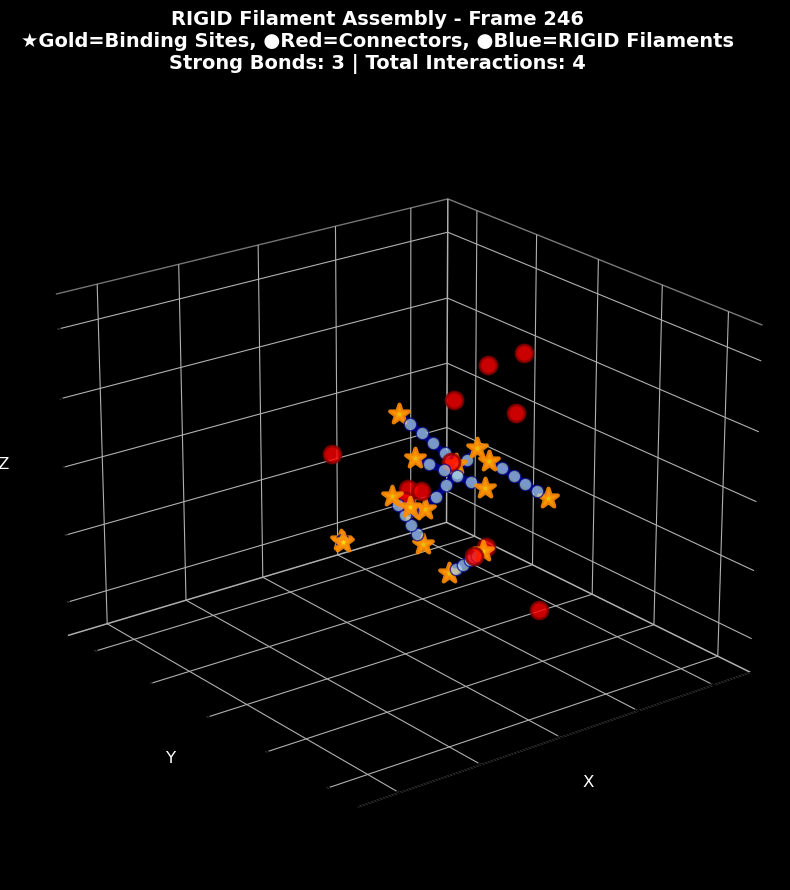 RIGID Filament Assembly - Frame 246
★Gold=Binding Sites, ●Red=Connectors, ●Blue=RIGID Filaments
Strong Bonds: 3 | Total Interactions: 4
Z
Y
X